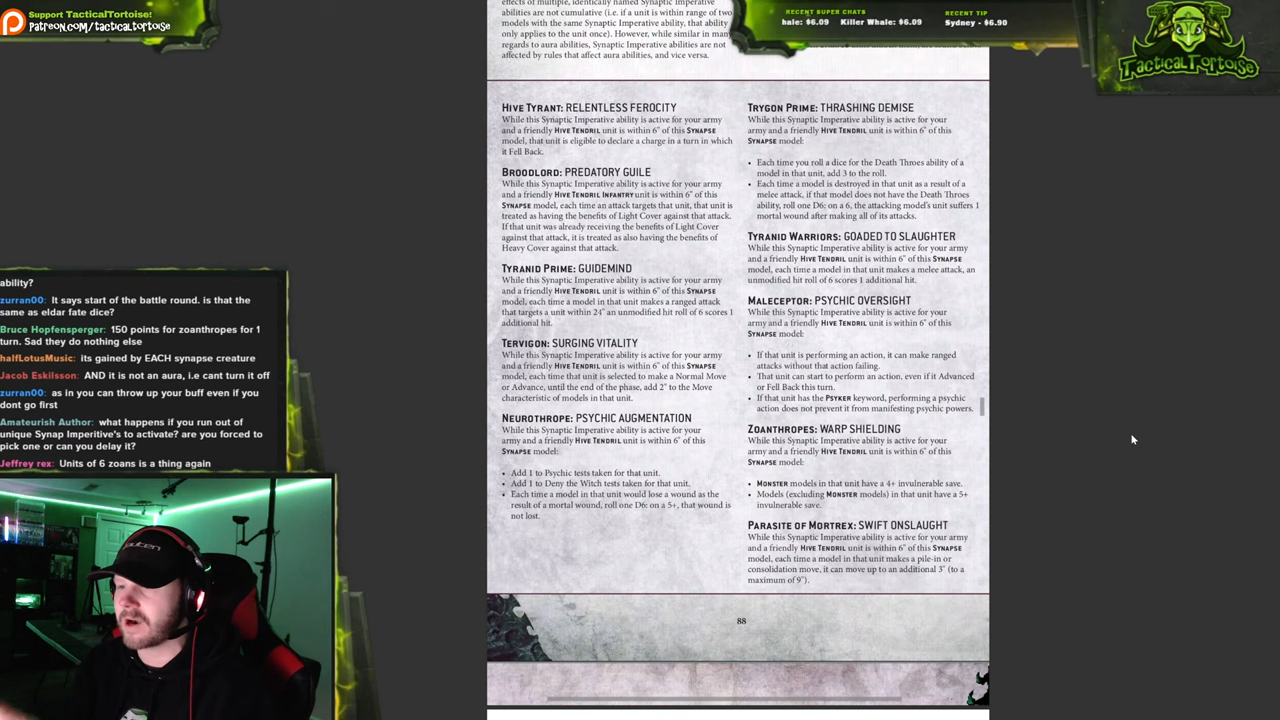 Support TacticalTortoise!
Patreon.com/tacticaltortoise
RECENT SUPER CHATS
hale: $6.09 Killer Whale: $6.09
RECENT TIP
Sydney - $6.90
TACTICALTORTOISE
effects of multiple, identically named Synaptic Imperative
abilities are not cumulative (i.e. if a unit is within range of two
models with the same Synaptic Imperative ability, that ability
only applies to the unit once). However, while similar in many
regards to aura abilities, Synaptic Imperative abilities are not
affected by rules that affect aura abilities, and vice versa.
HIVE TYRANT: RELENTLESS FEROCITY
While this Synaptic Imperative ability is active for your army
and a friendly HIVE TENDRIL unit is within 6" of this SYNAPSE
model, that unit is eligible to declare a charge in a turn in which
it Fell Back.
BROODLORD: PREDATORY GUILE
While this Synaptic Imperative ability is active for your army
and a friendly HIVE TENDRIL INFANTRY unit is within 6" of this
SYNAPSE model, each time an attack targets that unit, that unit is
treated as having the benefits of Light Cover against that attack.
If that unit was already receiving the benefits of Light Cover
against that attack, it is treated as also having the benefits of
Heavy Cover against that attack.
TYRANID PRIME: GUIDEMIND
While this Synaptic Imperative ability is active for your army
and a friendly HIVE TENDRIL unit is within 6" of this SYNAPSE
model, each time a model in that unit makes a ranged attack
that targets a unit within 24" an unmodified hit roll of 6 scores 1
additional hit.
TERVIGON: SURGING VITALITY
While this Synaptic Imperative ability is active for your army
and a friendly HIVE TENDRIL unit is within 6" of this SYNAPSE
model, each time that unit is selected to make a Normal Move
or Advance, until the end of the phase, add 2" to the Move
characteristic of models in that unit.
NEUROTHROPE: PSYCHIC AUGMENTATION
While this Synaptic Imperative ability is active for your
army and a friendly HIVE TENDRIL unit is within 6" of this
SYNAPSE model:
• Add 1 to Psychic tests taken for that unit.
• Add 1 to Deny the Witch tests taken for that unit.
• Each time a model in that unit would lose a wound as the
result of a mortal wound, roll one D6: on a 5+, that wound is
not lost.
TRYGON PRIME: THRASHING DEMISE
While this Synaptic Imperative ability is active for your
army and a friendly HIVE TENDRIL unit is within 6" of this
SYNAPSE model:
• Each time you roll a dice for the Death Throes ability of a
model in that unit, add 3 to the roll.
• Each time a model is destroyed in that unit as a result of a
melee attack, if that model does not have the Death Throes
ability, roll one D6: on a 6, the attacking model's unit suffers 1
mortal wound after making all of its attacks.
TYRANID WARRIORS: GOADED TO SLAUGHTER
While this Synaptic Imperative ability is active for your army
and a friendly HIVE TENDRIL unit is within 6" of this SYNAPSE
model, each time a model in that unit makes a melee attack, an
unmodified hit roll of 6 scores 1 additional hit.
MALECEPTOR: PSYCHIC OVERSIGHT
While this Synaptic Imperative ability is active for your
army and a friendly HIVE TENDRIL unit is within 6" of this
SYNAPSE model:
• If that unit is performing an action, it can make ranged
attacks without that action failing.
• That unit can start to perform an action, even if it Advanced
or Fell Back this turn.
• If that unit has the PSYKER keyword, performing a psychic
action does not prevent it from manifesting psychic powers.
ZOANTHROPES: WARP SHIELDING
While this Synaptic Imperative ability is active for your
army and a friendly HIVE TENDRIL unit is within 6" of this
SYNAPSE model:
• MONSTER models in that unit have a 4+ invulnerable save.
• Models (excluding MONSTER models) in that unit have a 5+
invulnerable save.
PARASITE OF MORTREX: SWIFT ONSLAUGHT
While this Synaptic Imperative ability is active for your army
and a friendly HIVE TENDRIL unit is within 6" of this SYNAPSE
model, each time a model in that unit makes a pile-in or
consolidation move, it can move up to an additional 3" (to a
maximum of 9").
88
ability?
zurran00: It says start of the battle round. is that the
same as eldar fate dice?
Bruce Hopfensperger: 150 points for zoanthropes for 1
turn. Sad they do nothing else
halfLotusMusic: its gained by EACH synapse creature
Jacob Eskilsson: AND it is not an aura, i.e cant turn it off
zurran00: as in you can throw up your buff even if you
dont go first
Amateurish Author: what happens if you run out of
unique Synap Imperitive's to activate? are you forced to
pick one or can you delay it?
Jeffrey rex: Units of 6 zoans is a thing again